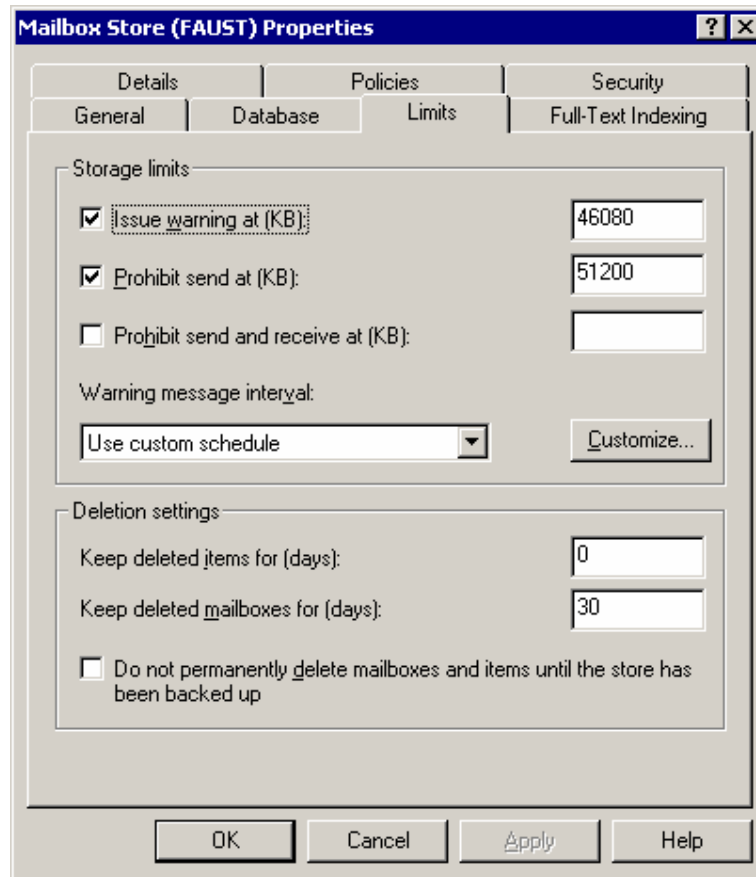 Mailbox Store (FAUST) Properties
Details Policies Security
General Database Limits Full-Text Indexing
Storage limits
Issue warning at (KB): 46080
Prohibit send at (KB): 51200
Prohibit send and receive at (KB):
Warning message interval:
Use custom schedule Customize...
Deletion settings
Keep deleted items for (days): 0
Keep deleted mailboxes for (days): 30
Do not permanently delete mailboxes and items until the store has
been backed up
OK Cancel Apply Help